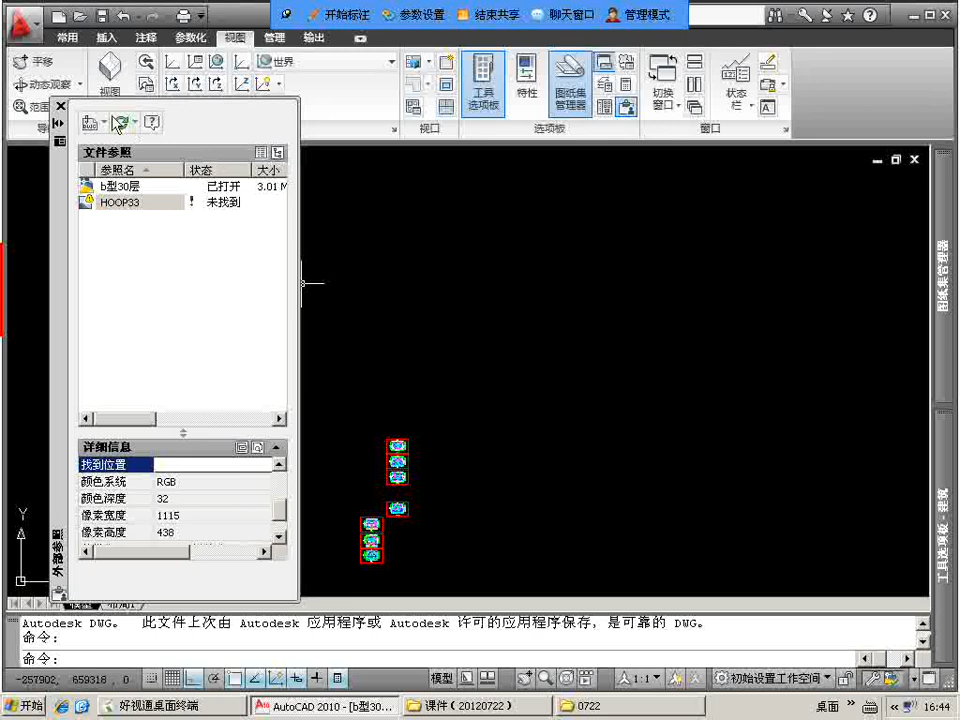 开始标注 参数设置 结束共享 聊天窗口 管理模式
常用 插入 注释 参数化 视图 管理 输出
平移
动态观察
范围
视图
世界
工具选项板
特性
图纸集管理器
切换窗口
状态栏
视口 选项板 窗口
文件参照
参照名 状态 大小
b型30层 已打开 3.01 M
HOOP33 ! 未找到
详细信息
找到位置
颜色系统 RGB
颜色深度 32
像素宽度 1115
像素高度 438
外部参照
图纸集管理器
工具选项板 - 建筑
Y
模型 布局1
Autodesk DWG。 此文件上次由 Autodesk 应用程序或 Autodesk 许可的应用程序保存，是可靠的 DWG。
命令:
命令:
-257902, 659318 , 0 模型 1:1 初始设置工作空间
开始 好视通桌面终端 AutoCAD 2010 - [b型30... 课件 (20120722) 0722 桌面 » « 16:44